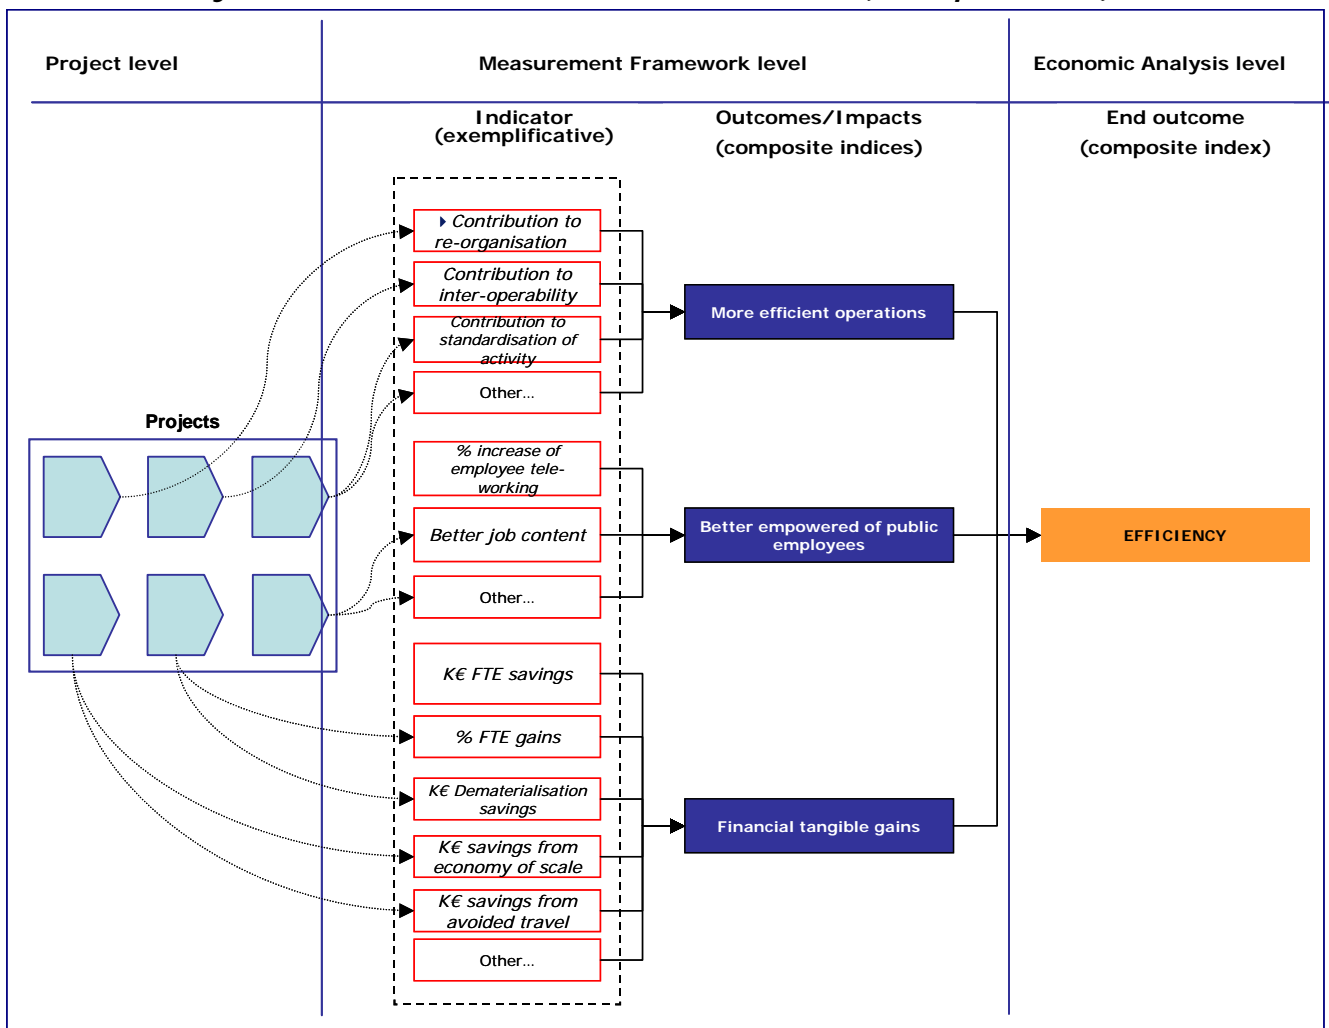 Project level
Measurement Framework level
Economic Analysis level
Indicator
(exemplificative)
Outcomes/Impacts
(composite indices)
End outcome
(composite index)
Contribution to
re-organisation
Contribution to
inter-operability
Contribution to
standardisation of
activity
Other...
Projects
% increase of
employee tele-
working
Better job content
Other...
K€ FTE savings
% FTE gains
K€ Dematerialisation
savings
K€ savings from
economy of scale
K€ savings from
avoided travel
Other...
More efficient operations
Better empowered of public
employees
Financial tangible gains
EFFICIENCY